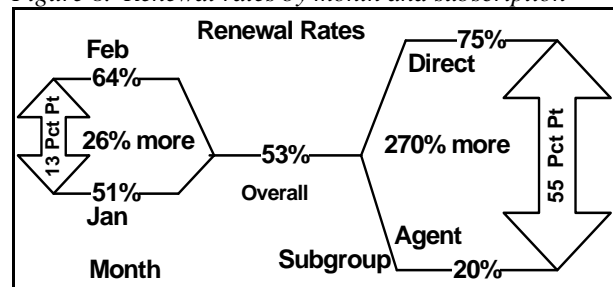 Figure 8. Renewal rates by month and subscription
Renewal Rates
Feb
64%
13 Pct Pt
26% more
51%
Jan
Month
53%
Overall
75%
Direct
270% more
55 Pct Pt
Agent
Subgroup
20%